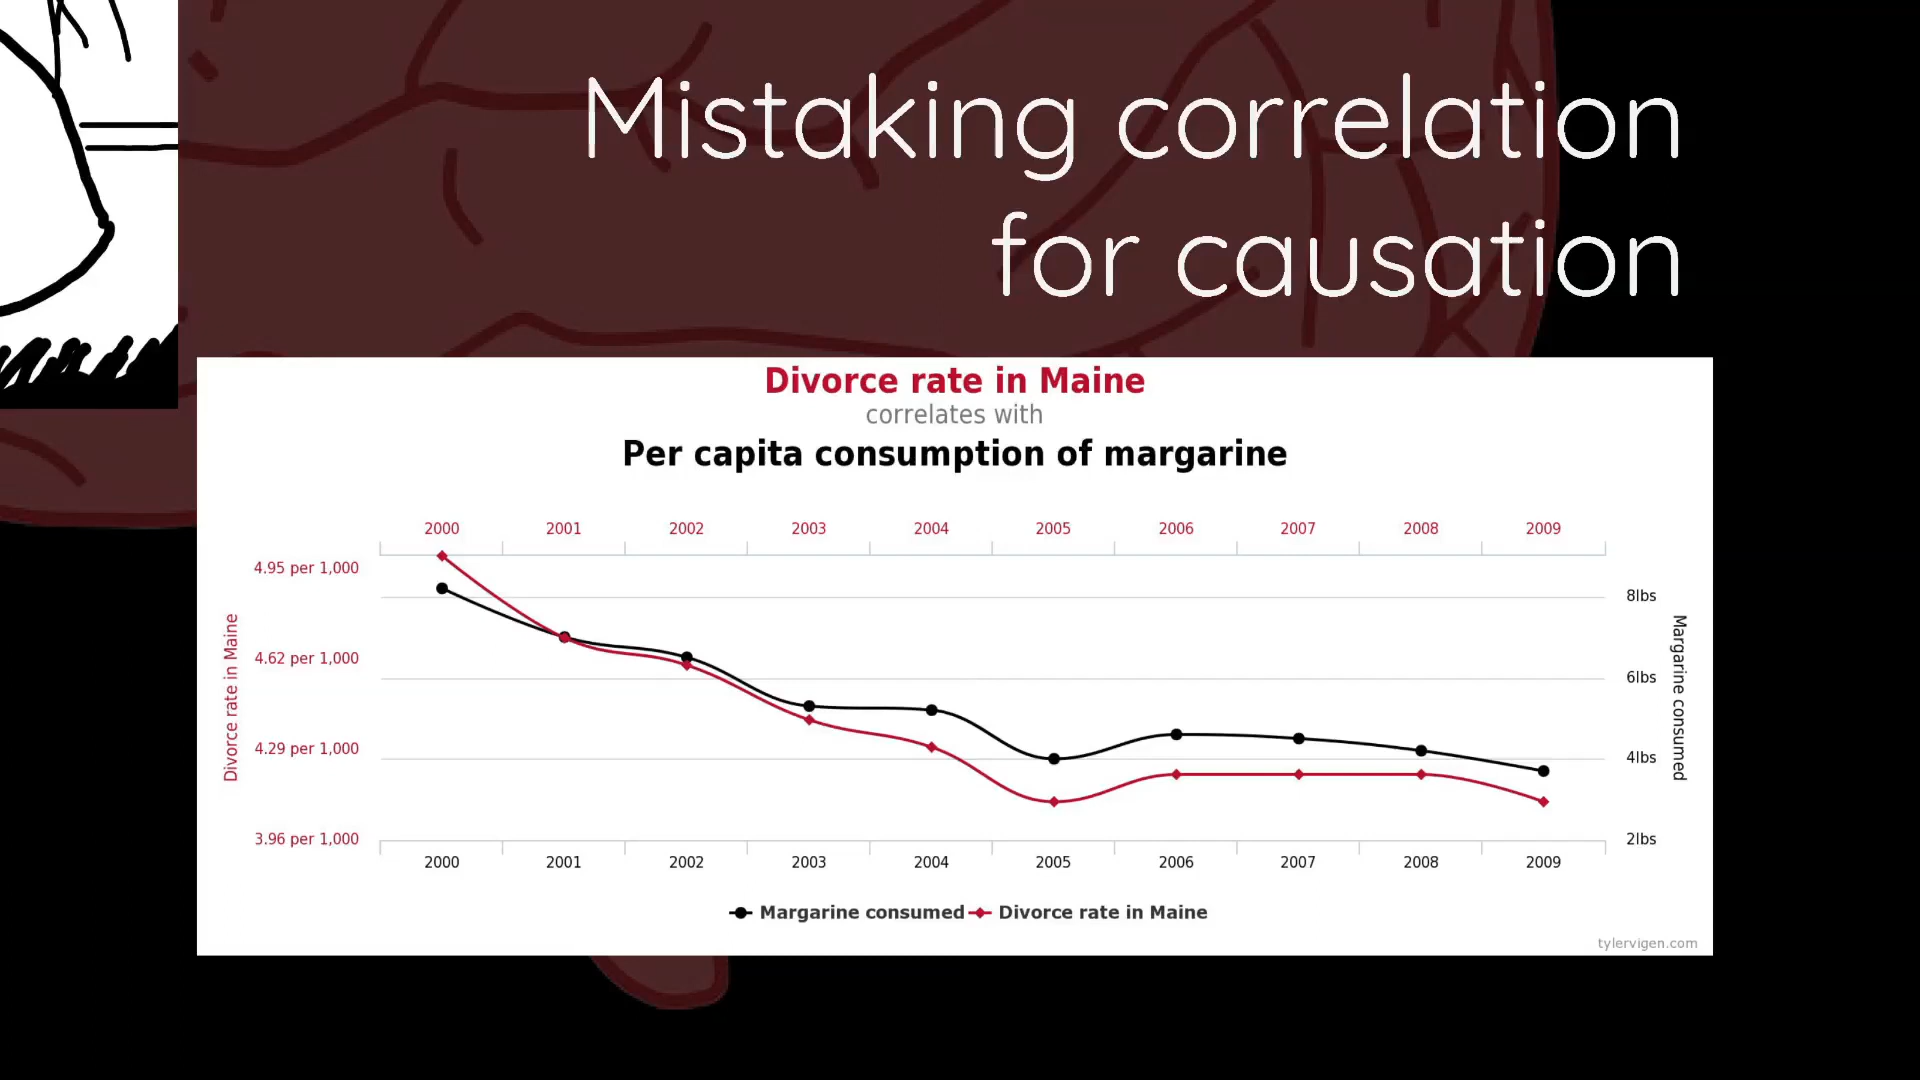 Mistaking correlation
for causation
Divorce rate in Maine
correlates with
Per capita consumption of margarine
2000 2001 2002 2003 2004 2005 2006 2007 2008 2009
4.95 per 1,000
8lbs
4.62 per 1,000
6lbs
4.29 per 1,000
4lbs
3.96 per 1,000
2lbs
Divorce rate in Maine
Margarine consumed
2000 2001 2002 2003 2004 2005 2006 2007 2008 2009
Margarine consumed Divorce rate in Maine
tylervigen.com